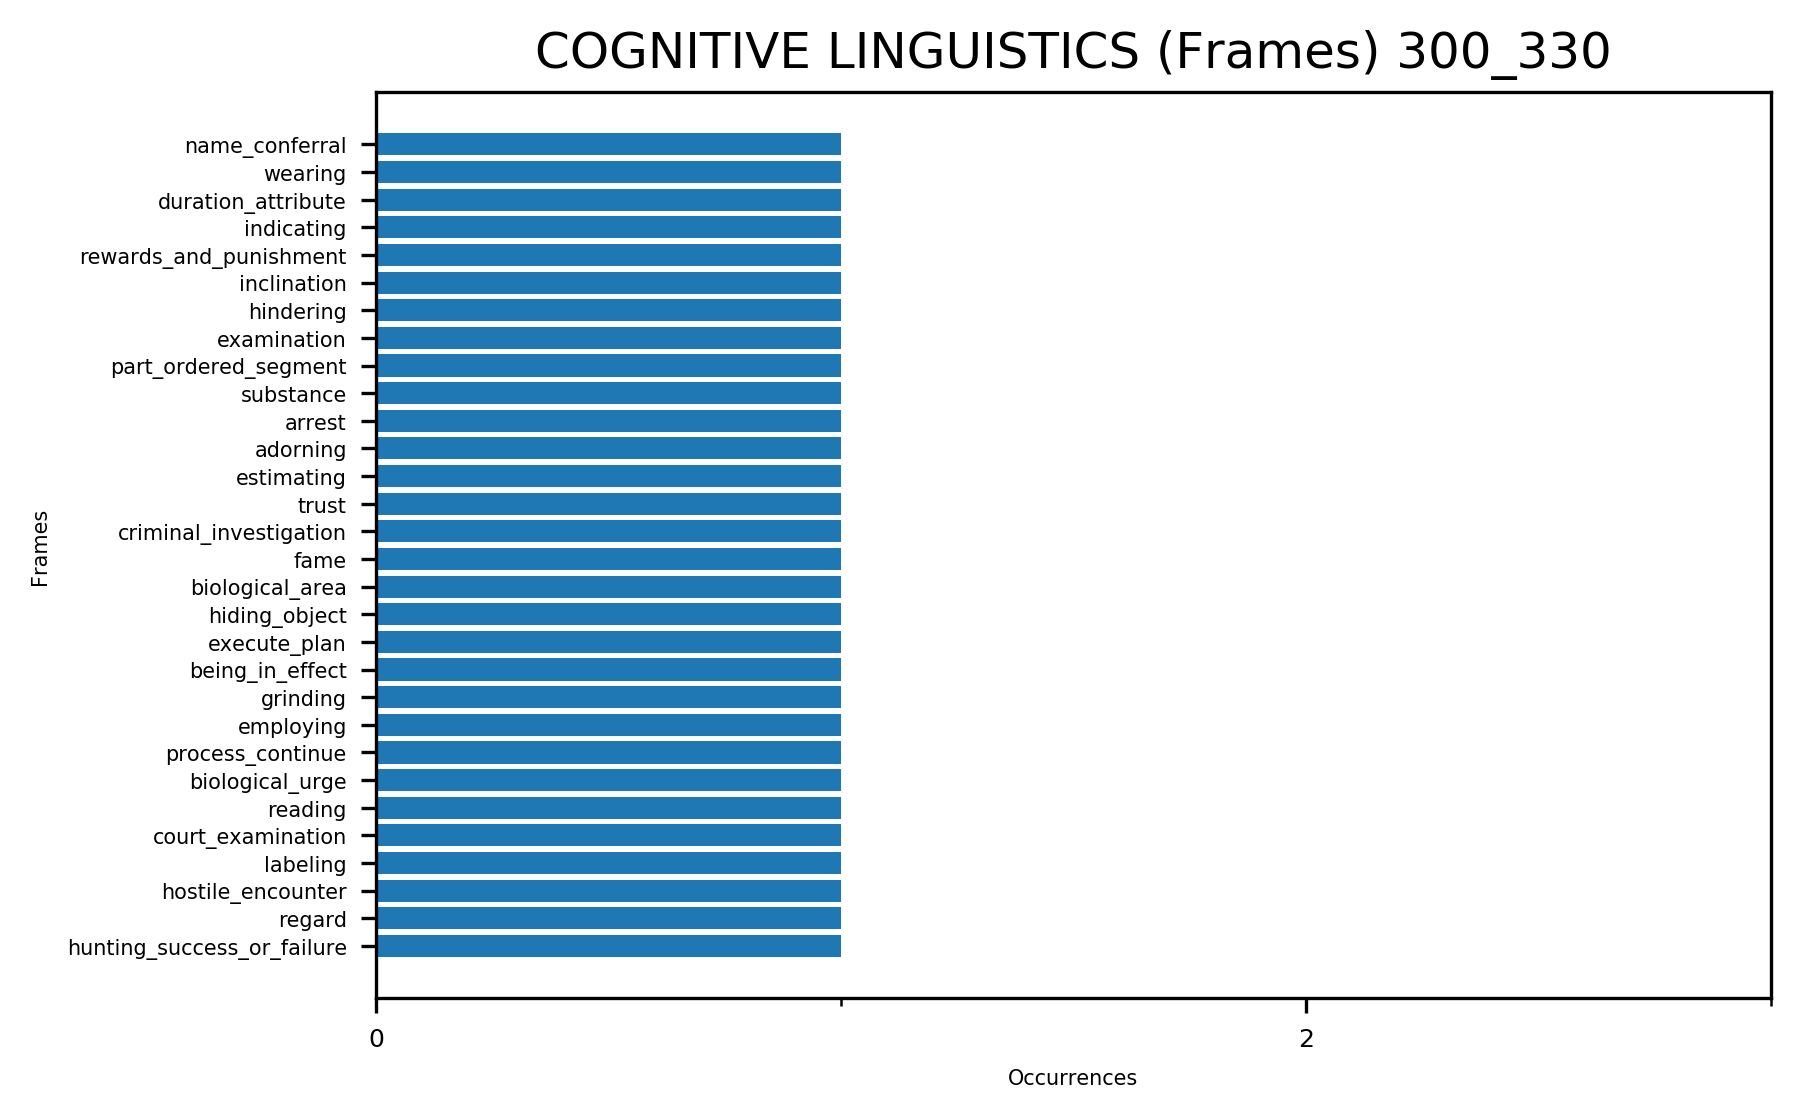 COGNITIVE LINGUISTICS (Frames) 300_330
name_conferral
wearing
duration_attribute
indicating
rewards_and_punishment
inclination
hindering
examination
part_ordered_segment
substance
arrest
adorning
estimating
trust
criminal_investigation
fame
biological_area
hiding_object
execute_plan
being_in_effect
grinding
employing
process_continue
biological_urge
reading
court_examination
labeling
hostile_encounter
regard
hunting_success_or_failure
Frames
0 2
Occurrences